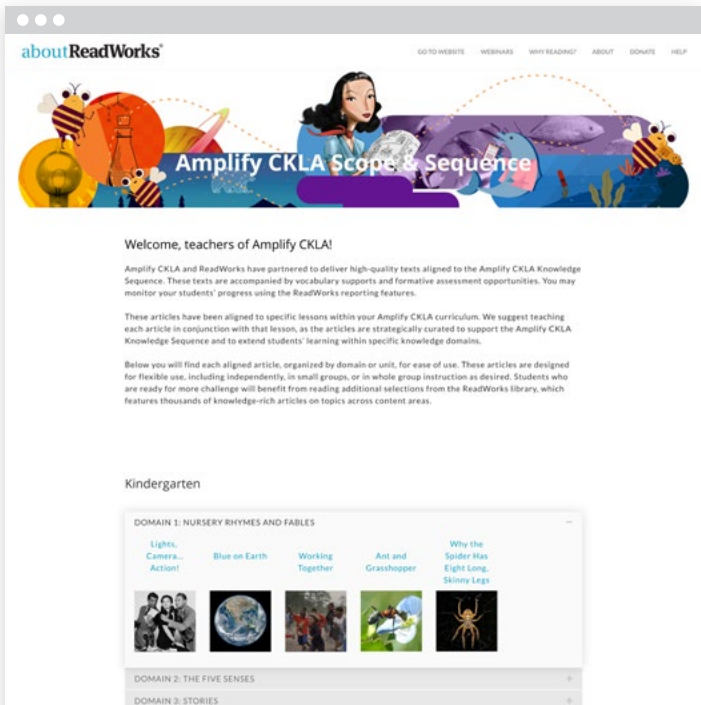 aboutReadWorks®
GO TO WEBSITE WEBINARS WHY READING? ABOUT DONATE HELP
Amplify CKLA Scope & Sequence
Welcome, teachers of Amplify CKLA!
Amplify CKLA and ReadWorks have partnered to deliver high-quality texts aligned to the Amplify CKLA Knowledge
Sequence. These texts are accompanied by vocabulary supports and formative assessment opportunities. You may
monitor your students' progress using the ReadWorks reporting features.
These articles have been aligned to specific lessons within your Amplify CKLA curriculum. We suggest teaching
each article in conjunction with that lesson, as the articles are strategically curated to support the Amplify CKLA
Knowledge Sequence and to extend students' learning within specific knowledge domains.
Below you will find each aligned article, organized by domain or unit, for ease of use. These articles are designed
for flexible use, including independently, in small groups, or in whole group instruction as desired. Students who
are ready for more challenge will benefit from reading additional selections from the ReadWorks library, which
features thousands of knowledge-rich articles on topics across content areas.
Kindergarten
DOMAIN 1: NURSERY RHYMES AND FABLES
Lights,
Camera...
Action!
Blue on Earth
Working
Together
Ant and
Grasshopper
Why the
Spider Has
Eight Long,
Skinny Legs
DOMAIN 2: THE FIVE SENSES
DOMAIN 3: STORIES